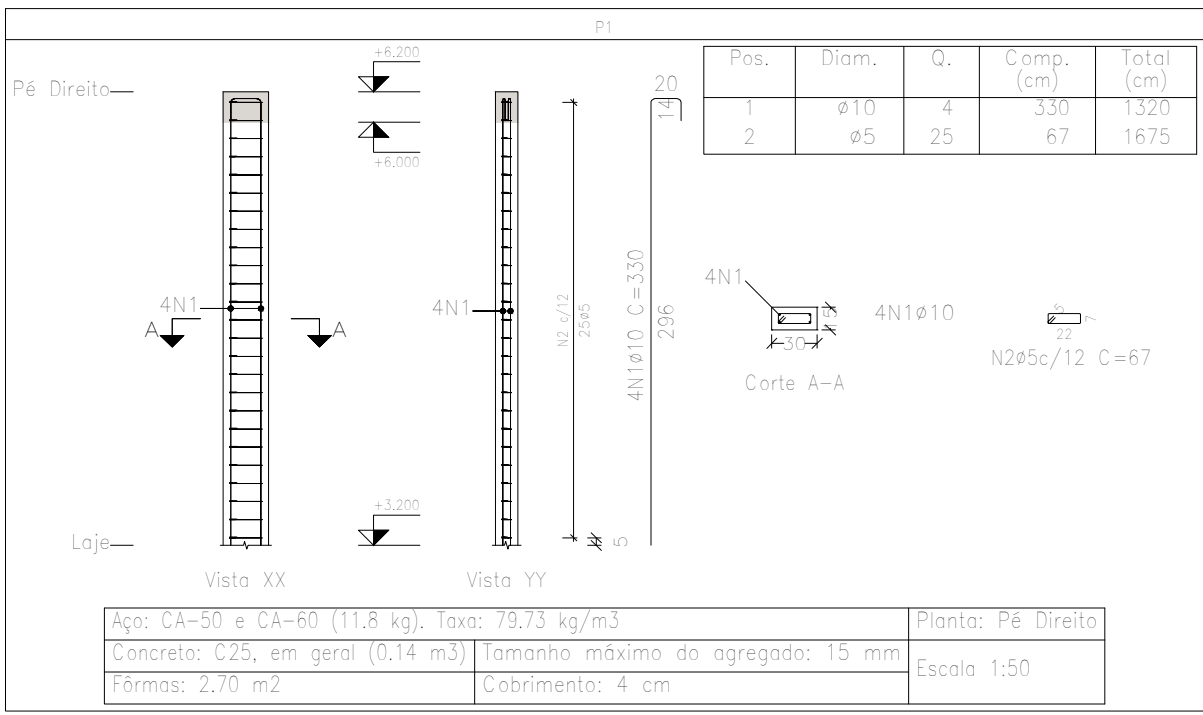 P1
Pé Direito
+6.200
+6.000
+3.200
Laje
4N1
A
A
Vista XX
4N1
Vista YY
N2 c/12
25ø5
5
20
14
4N1ø10 C=330
296
Pos. Diam. Q. Comp. (cm) Total (cm)
1 ø10 4 330 1320
2 ø5 25 67 1675
4N1
15
30
Corte A-A
4N1ø10
5
7
22
N2ø5c/12 C=67
Aço: CA-50 e CA-60 (11.8 kg). Taxa: 79.73 kg/m3
Concreto: C25, em geral (0.14 m3)
Tamanho máximo do agregado: 15 mm
Fôrmas: 2.70 m2
Cobrimento: 4 cm
Planta: Pé Direito
Escala 1:50